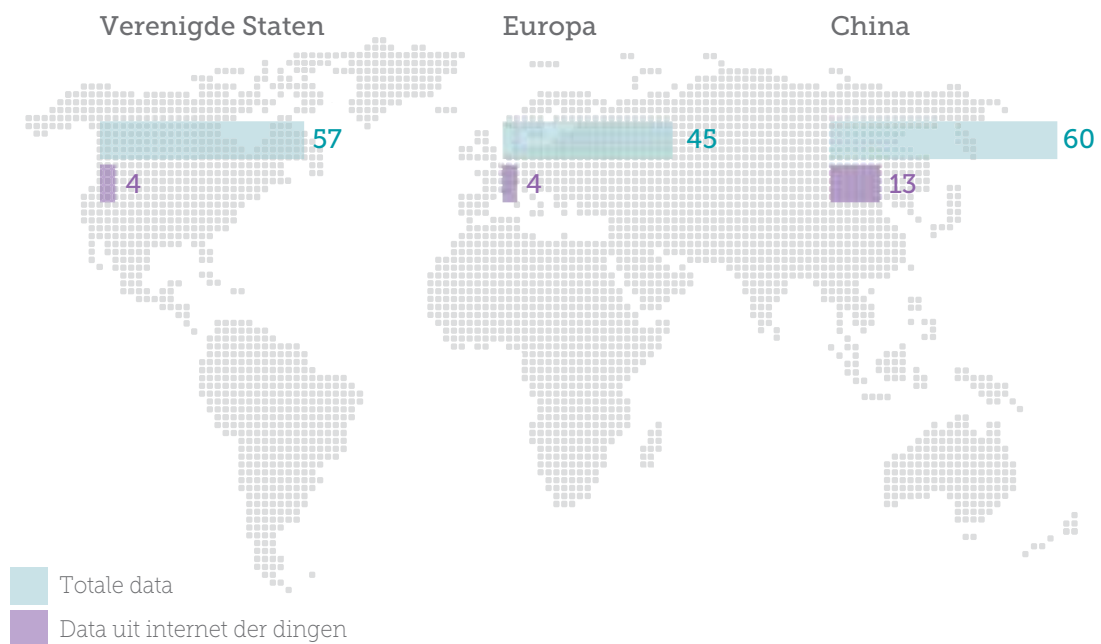 Verenigde Staten
Europa
China
57
45
60
4
4
13
Totale data
Data uit internet der dingen